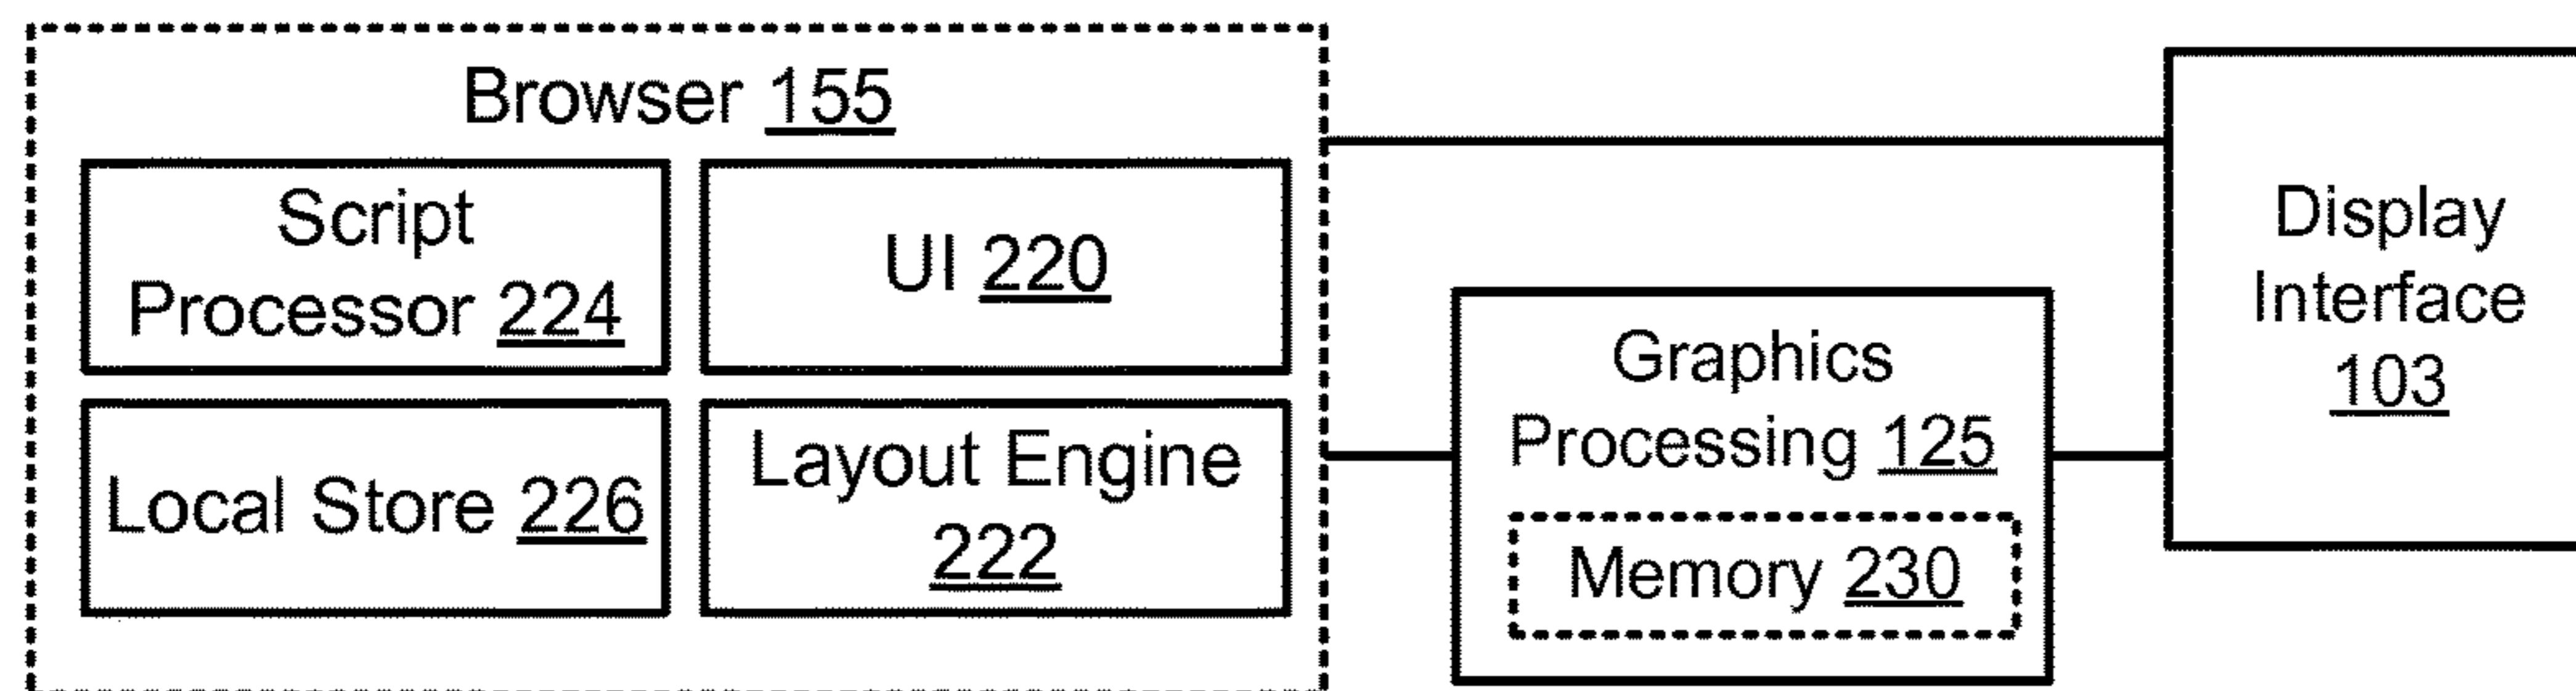 Browser 155
Script
Processor 224
UI 220
Local Store 226
Layout Engine
222
Graphics
Processing 125
Memory 230
Display
Interface
103